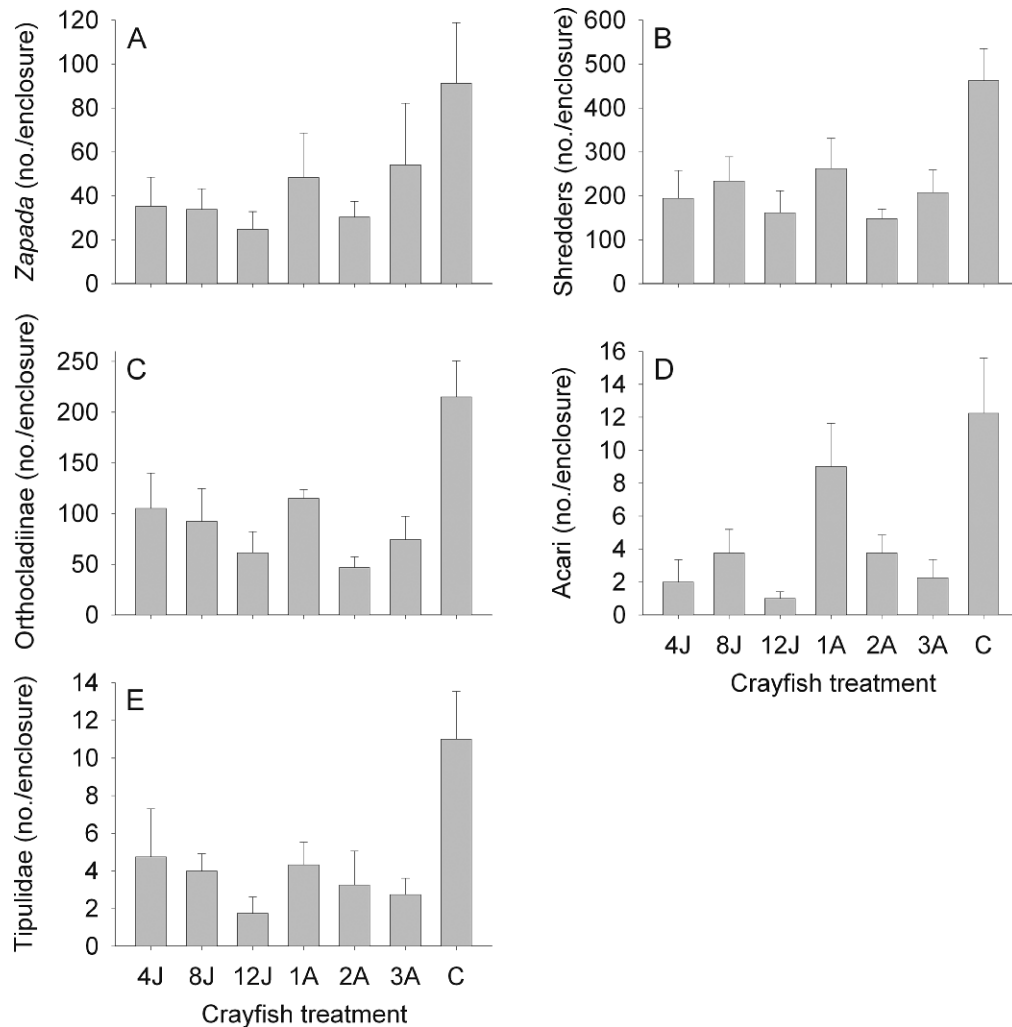 A
Zapada (no./enclosure)
120
100
80
60
40
20
0
B
Shredders (no./enclosure)
600
500
400
300
200
100
0
C
Orthocladiinae (no./enclosure)
250
200
150
100
50
0
D
Acari (no./enclosure)
16
14
12
10
8
6
4
2
0
4J 8J 12J 1A 2A 3A C
Crayfish treatment
E
Tipulidae (no./enclosure)
14
12
10
8
6
4
2
0
4J 8J 12J 1A 2A 3A C
Crayfish treatment